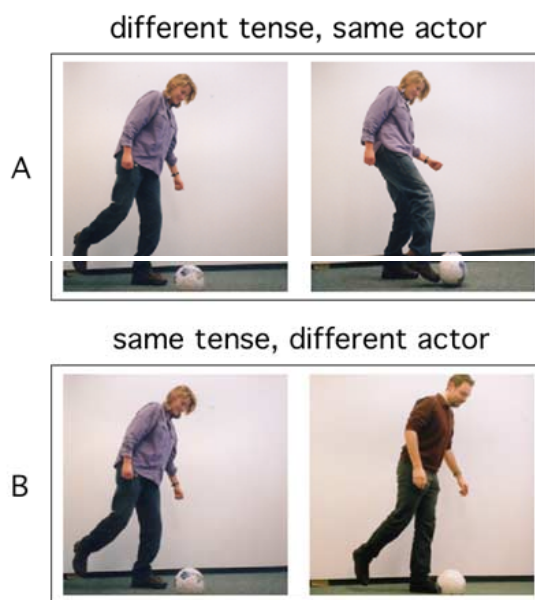 different tense, same actor
A
same tense, different actor
B